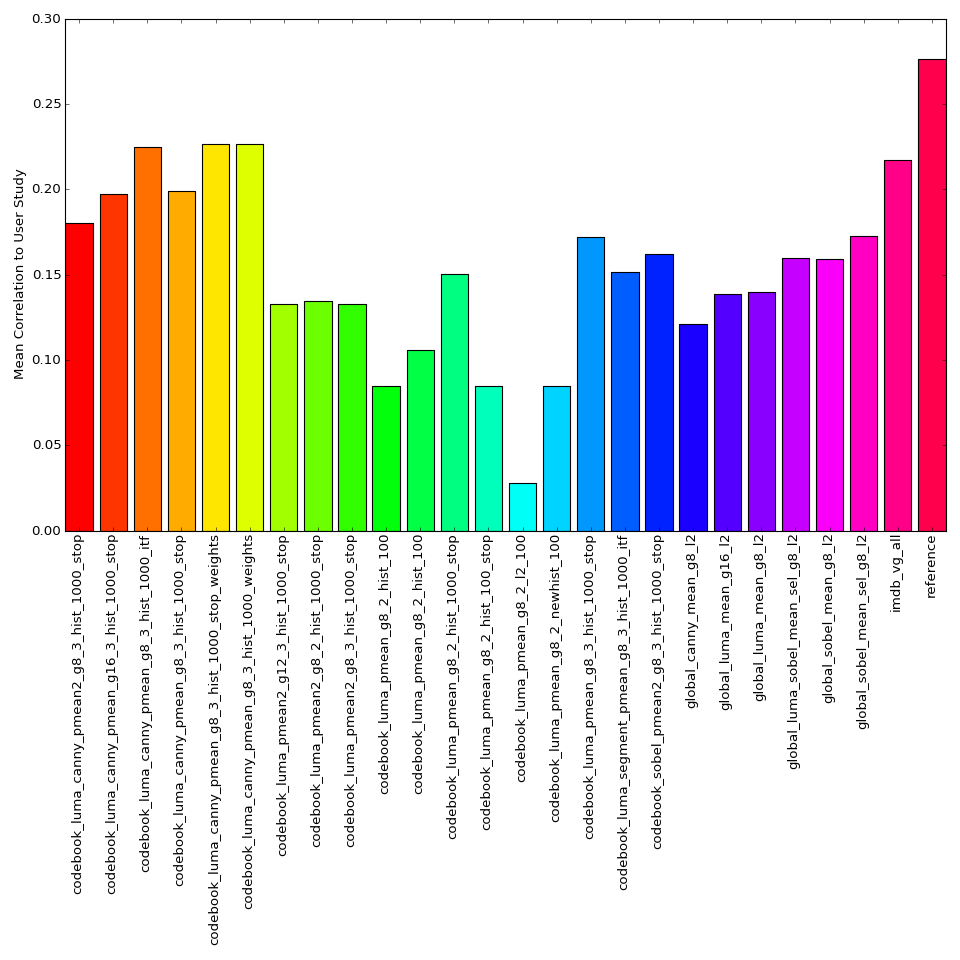 0.30
0.25
0.20
0.15
0.10
0.05
0.00
Mean Correlation to User Study
codebook_luma_canny_pmean2_g8_3_hist_1000_stop
codebook_luma_canny_pmean_g16_3_hist_1000_stop
codebook_luma_canny_pmean_g8_3_hist_1000_itf
codebook_luma_canny_pmean_g8_3_hist_1000_stop
codebook_luma_canny_pmean_g8_3_hist_1000_stop_weights
codebook_luma_canny_pmean_g8_3_hist_1000_weights
codebook_luma_pmean2_g12_3_hist_1000_stop
codebook_luma_pmean2_g8_2_hist_1000_stop
codebook_luma_pmean2_g8_3_hist_1000_stop
codebook_luma_pmean_g8_2_hist_100
codebook_luma_pmean_g8_2_hist_100
codebook_luma_pmean_g8_2_hist_1000_stop
codebook_luma_pmean_g8_2_hist_100_stop
codebook_luma_pmean_g8_2_l2_100
codebook_luma_pmean_g8_2_newhist_100
codebook_luma_pmean_g8_3_hist_1000_stop
codebook_luma_segment_pmean_g8_3_hist_1000_itf
codebook_sobel_pmean2_g8_3_hist_1000_stop
global_canny_mean_g8_l2
global_luma_mean_g16_l2
global_luma_mean_g8_l2
global_luma_sobel_mean_sel_g8_l2
global_sobel_mean_g8_l2
global_sobel_mean_sel_g8_l2
imdb_vg_all
reference